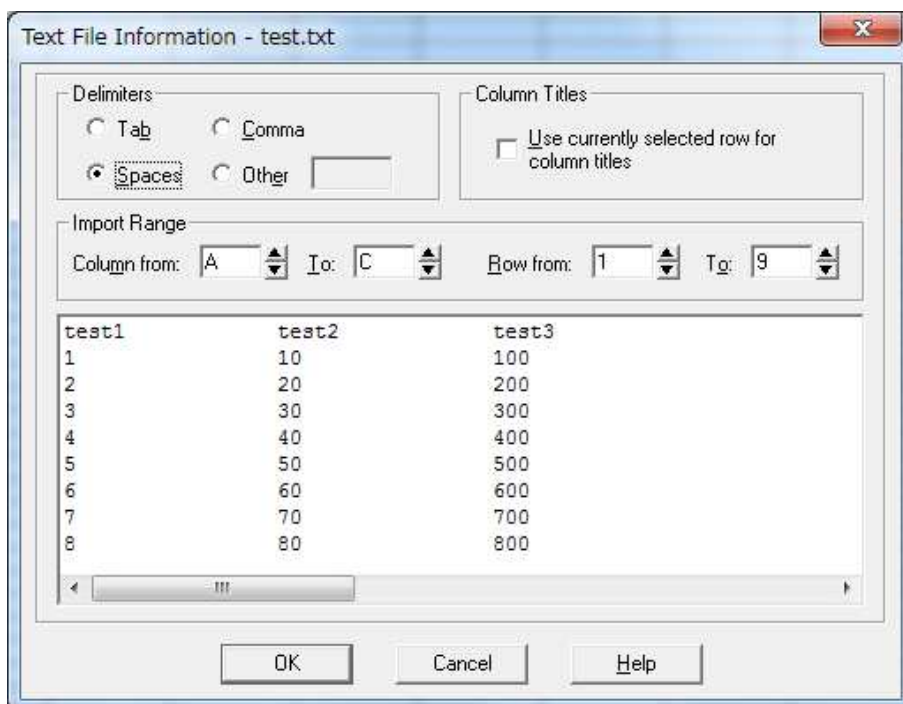 Text File Information - test.txt
Delimiters
Tab Comma
Spaces Other
Column Titles
Use currently selected row for
column titles
Import Range
Column from: A To: C Row from: 1 To: 9
test1 test2 test3
1 10 100
2 20 200
3 30 300
4 40 400
5 50 500
6 60 600
7 70 700
8 80 800
OK Cancel Help